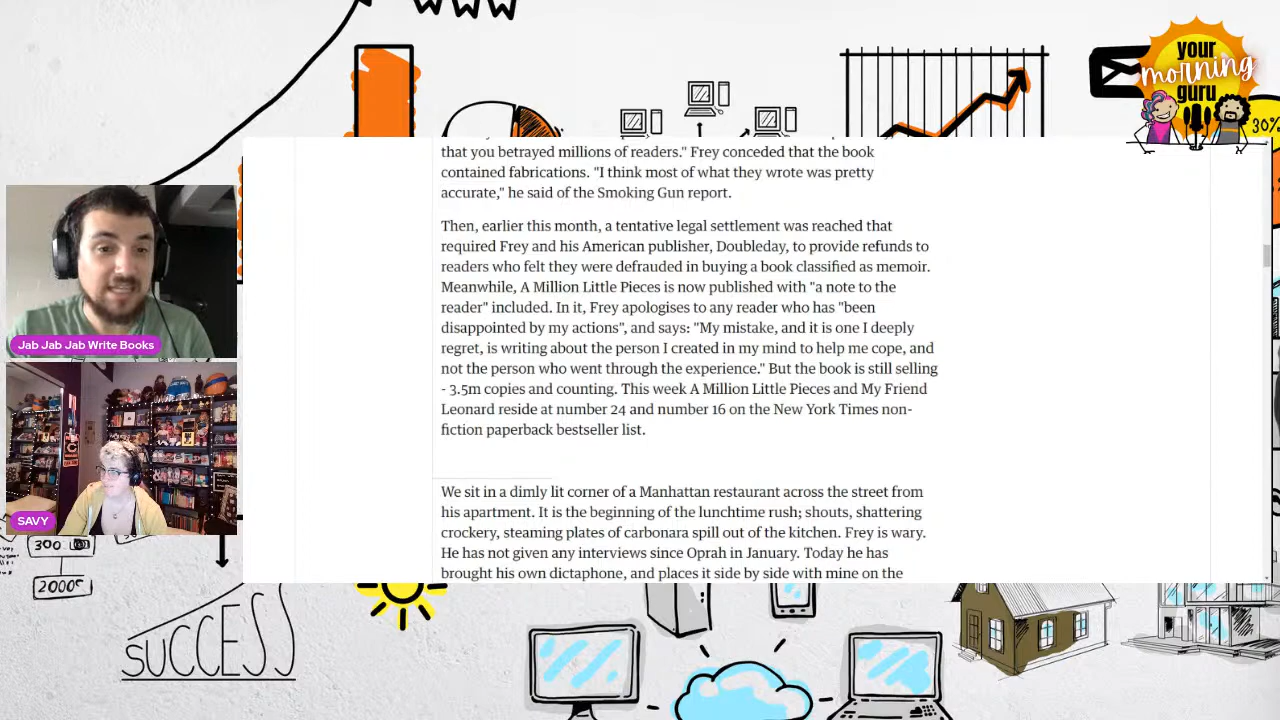 www
your
morning
guru
30%
that you betrayed millions of readers." Frey conceded that the book
contained fabrications. "I think most of what they wrote was pretty
accurate," he said of the Smoking Gun report.
Then, earlier this month, a tentative legal settlement was reached that
required Frey and his American publisher, Doubleday, to provide refunds to
readers who felt they were defrauded in buying a book classified as memoir.
Meanwhile, A Million Little Pieces is now published with "a note to the
reader" included. In it, Frey apologises to any reader who has "been
disappointed by my actions", and says: "My mistake, and it is one I deeply
regret, is writing about the person I created in my mind to help me cope, and
not the person who went through the experience." But the book is still selling
- 3.5m copies and counting. This week A Million Little Pieces and My Friend
Leonard reside at number 24 and number 16 on the New York Times non-
fiction paperback bestseller list.
We sit in a dimly lit corner of a Manhattan restaurant across the street from
his apartment. It is the beginning of the lunchtime rush; shouts, shattering
crockery, steaming plates of carbonara spill out of the kitchen. Frey is wary.
He has not given any interviews since Oprah in January. Today he has
brought his own dictaphone, and places it side by side with mine on the
Jab Jab Jab Write Books
SAVY
300
2000
SUCCESS